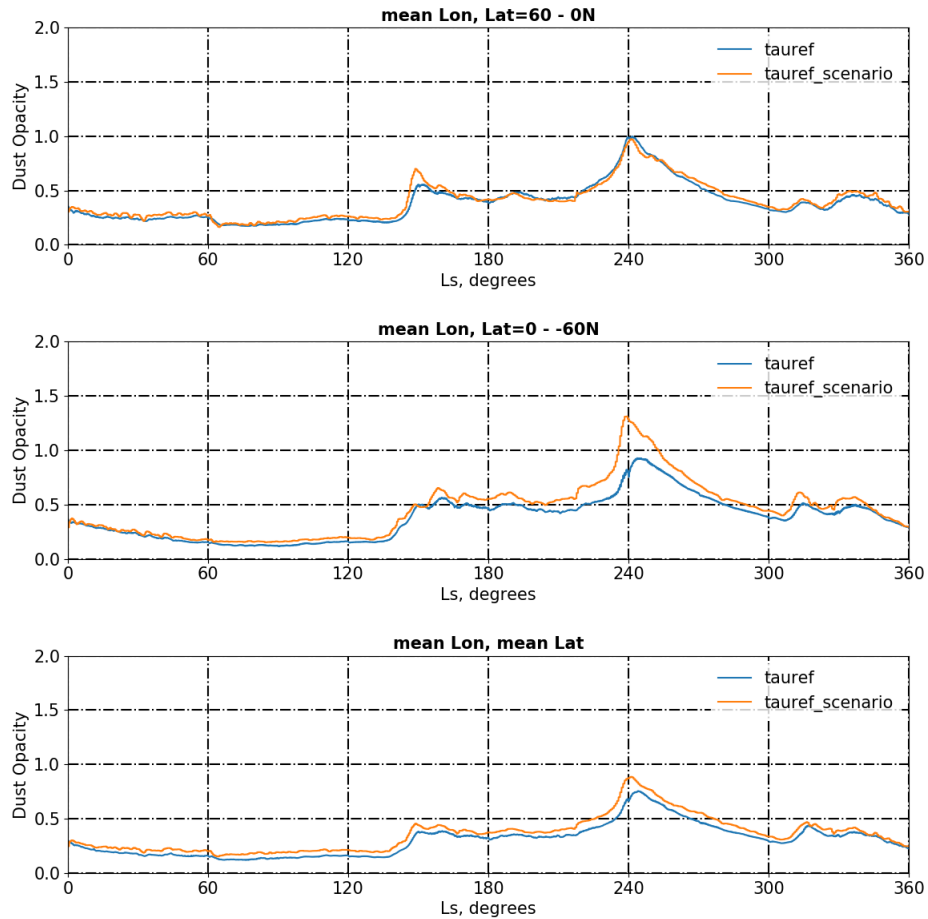 mean Lon, Lat=60 - 0N
2.0
1.5
1.0
0.5
0.0
Dust Opacity
tauref
tauref_scenario
0 60 120 180 240 300 360
Ls, degrees
mean Lon, Lat=0 - -60N
2.0
1.5
1.0
0.5
0.0
Dust Opacity
tauref
tauref_scenario
0 60 120 180 240 300 360
Ls, degrees
mean Lon, mean Lat
2.0
1.5
1.0
0.5
0.0
Dust Opacity
tauref
tauref_scenario
0 60 120 180 240 300 360
Ls, degrees